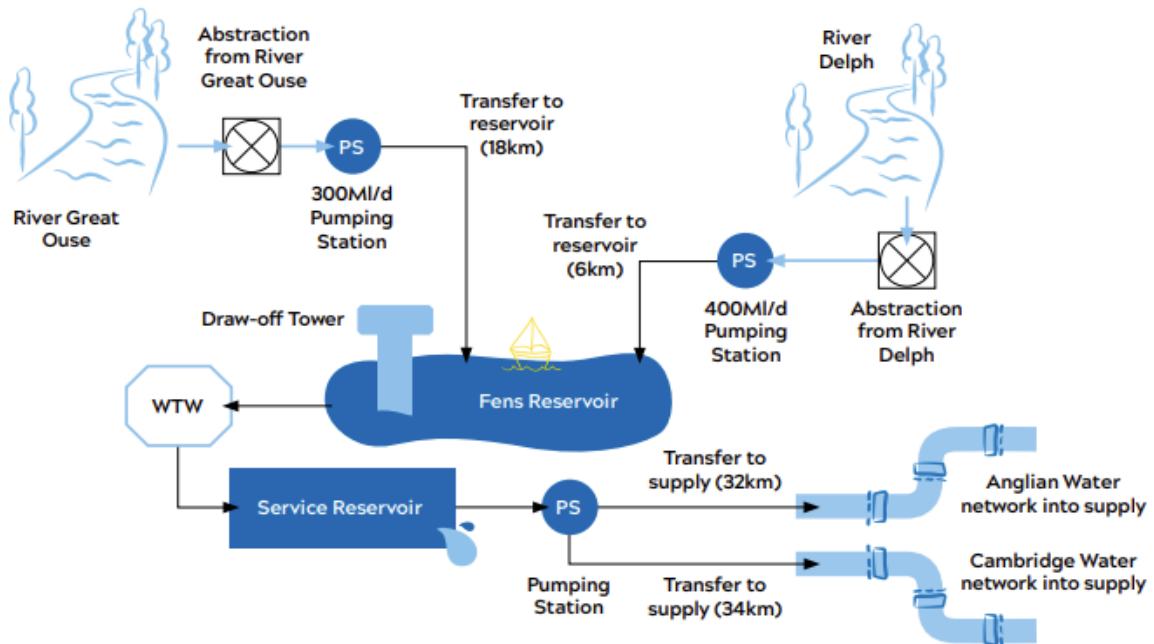 Abstraction
from River
Great Ouse
River
Delph
PS
Transfer to
reservoir
(18km)
River Great
Ouse
300Ml/d
Pumping
Station
Transfer to
reservoir
(6km)
PS
400Ml/d
Pumping
Station
Abstraction
from River
Delph
Draw-off Tower
Fens Reservoir
WTW
Service Reservoir
PS
Pumping
Station
Transfer to
supply (32km)
Anglian Water
network into supply
Transfer to
supply (34km)
Cambridge Water
network into supply